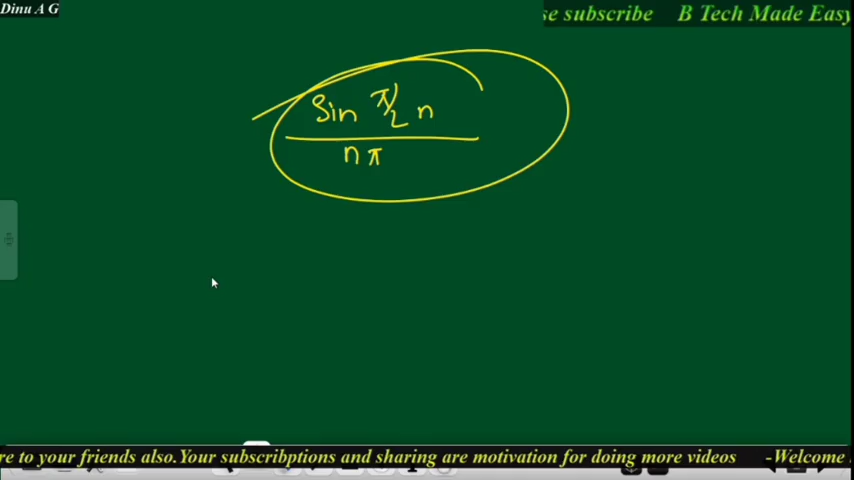 Dinu A G
se subscribe B Tech Made Easy
Sin π/2 n
n π
re to your friends also.Your subscribptions and sharing are motivation for doing more videos -Welcome